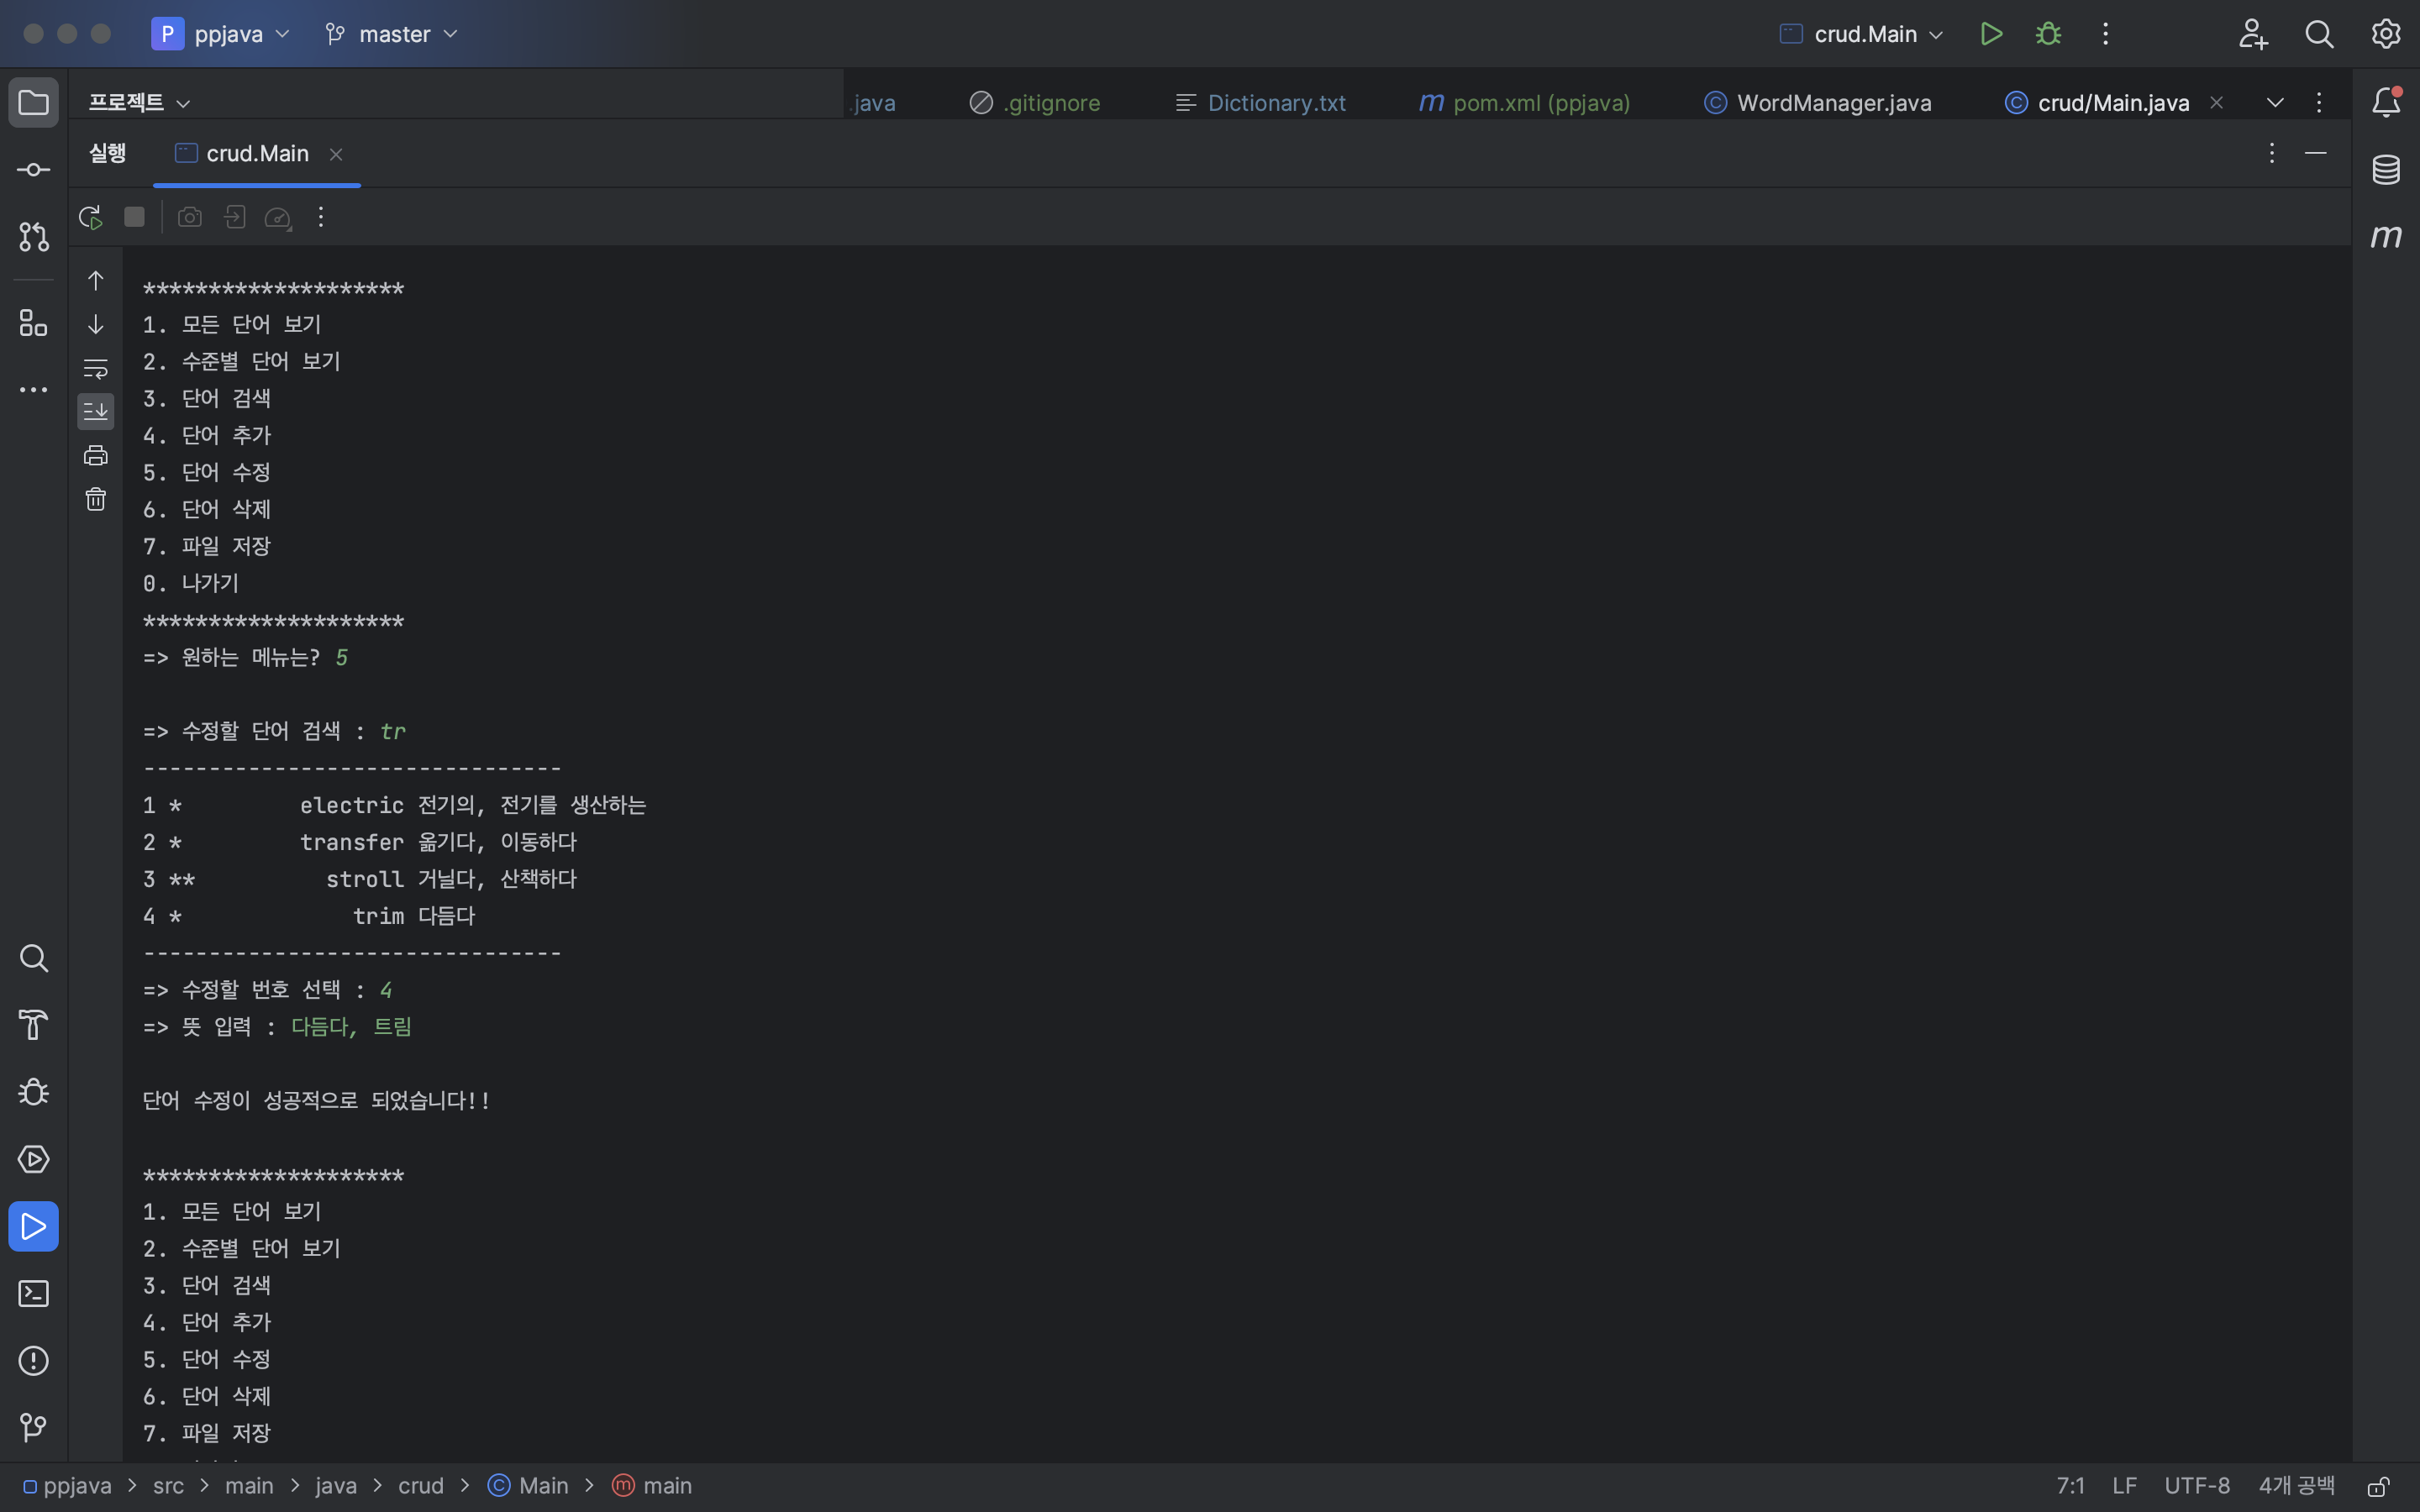 P ppjava master crud.Main
프로젝트 .java .gitignore Dictionary.txt m pom.xml (ppjava) C WordManager.java C crud/Main.java
실행 crud.Main
m
********************
1. 모든 단어 보기
2. 수준별 단어 보기
3. 단어 검색
4. 단어 추가
5. 단어 수정
6. 단어 삭제
7. 파일 저장
0. 나가기
********************
=> 원하는 메뉴는? 5
=> 수정할 단어 검색 : tr
--------------------------------
1 * electric 전기의, 전기를 생산하는
2 * transfer 옮기다, 이동하다
3 ** stroll 거닐다, 산책하다
4 * trim 다듬다
--------------------------------
=> 수정할 번호 선택 : 4
=> 뜻 입력 : 다듬다, 트림
단어 수정이 성공적으로 되었습니다!!
********************
1. 모든 단어 보기
2. 수준별 단어 보기
3. 단어 검색
4. 단어 추가
5. 단어 수정
6. 단어 삭제
7. 파일 저장
ppjava > src > main > java > crud > C Main > m main 7:1 LF UTF-8 4개 공백